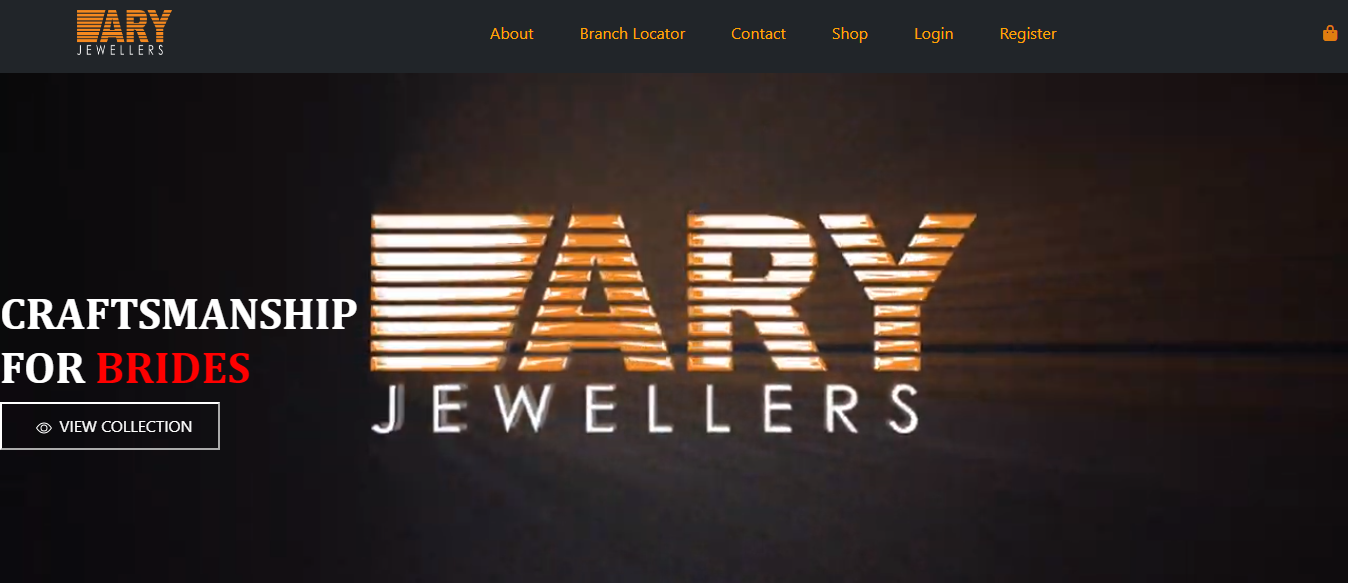 ARY
JEWELLERS
About
Branch Locator
Contact
Shop
Login
Register
ARY
JEWELLERS
CRAFTSMANSHIP
FOR BRIDES
VIEW COLLECTION